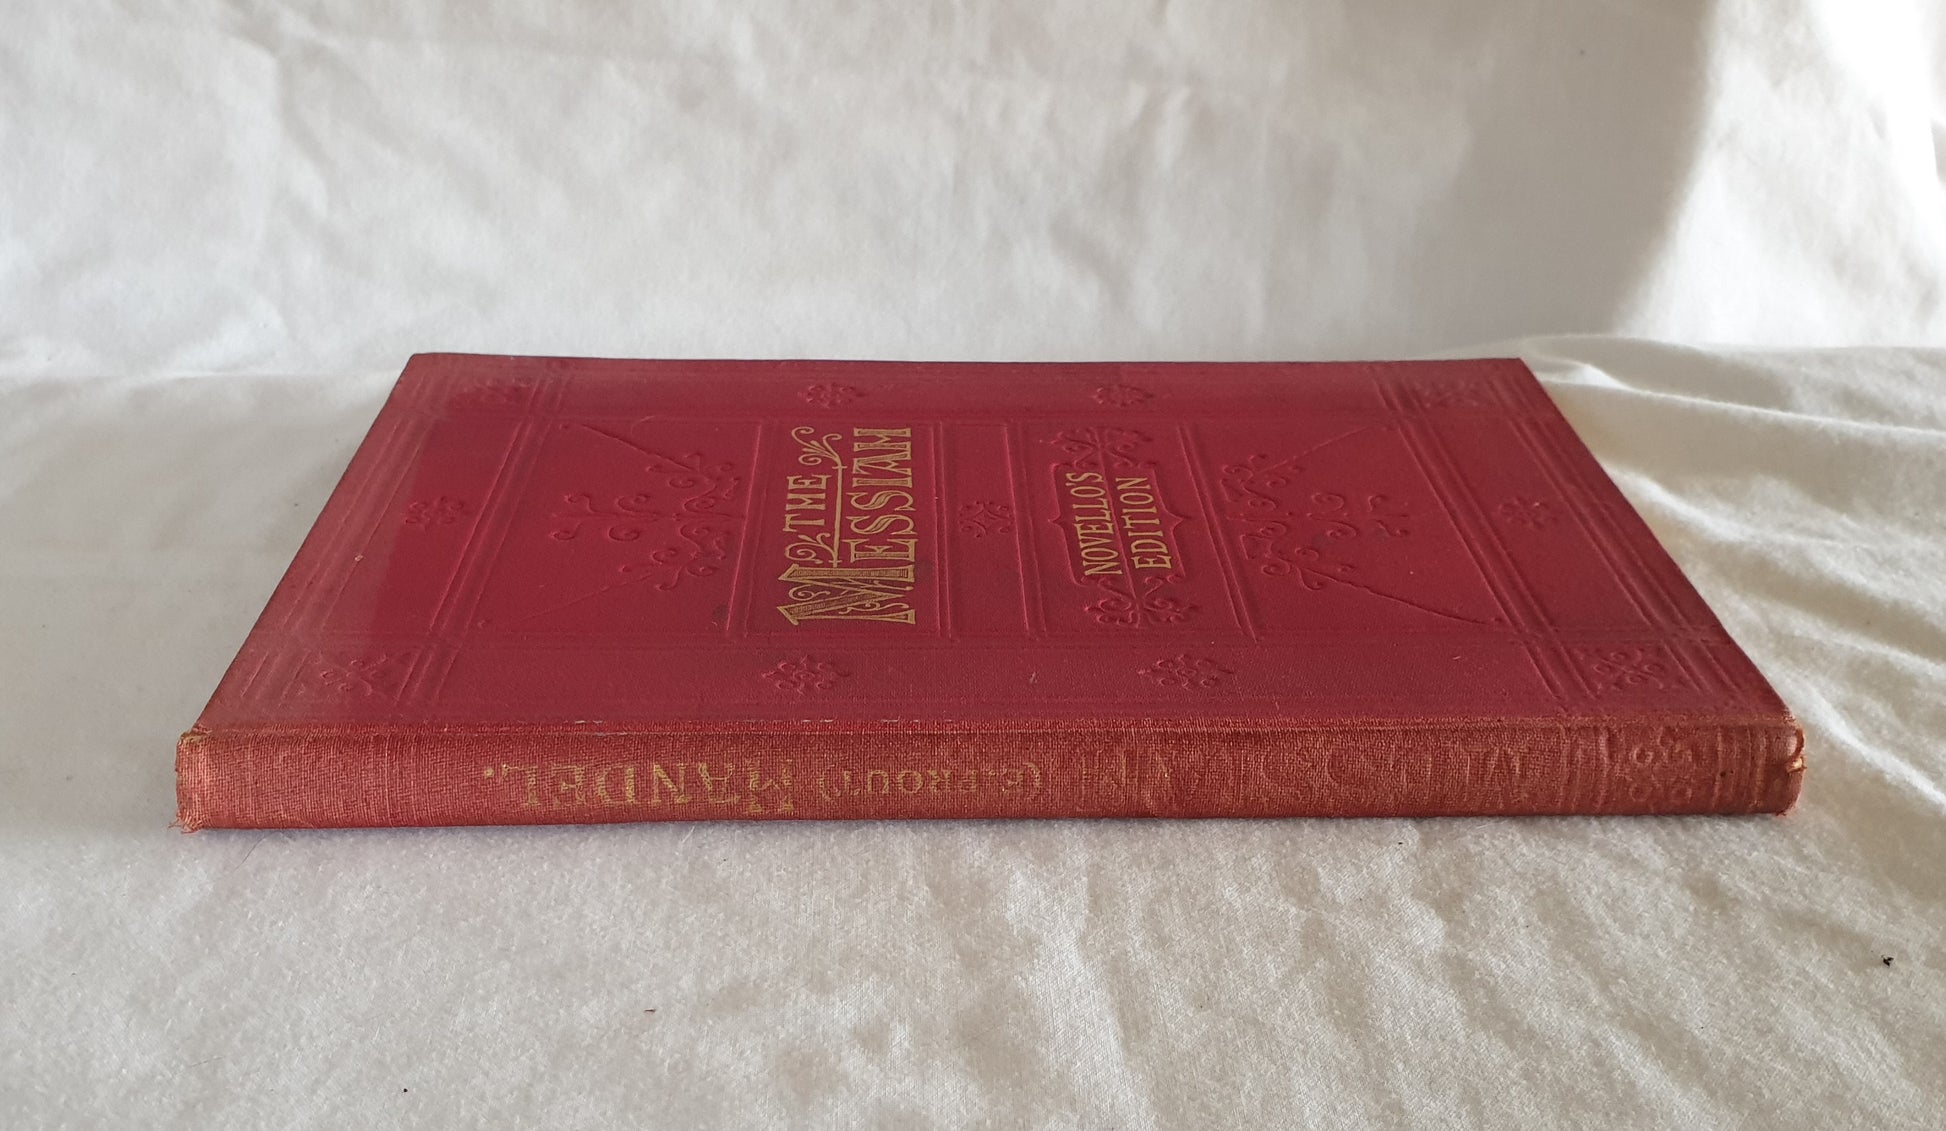 THE
MESSIAH
NOVELLO'S
EDITION
(E. PROUT) HANDEL.